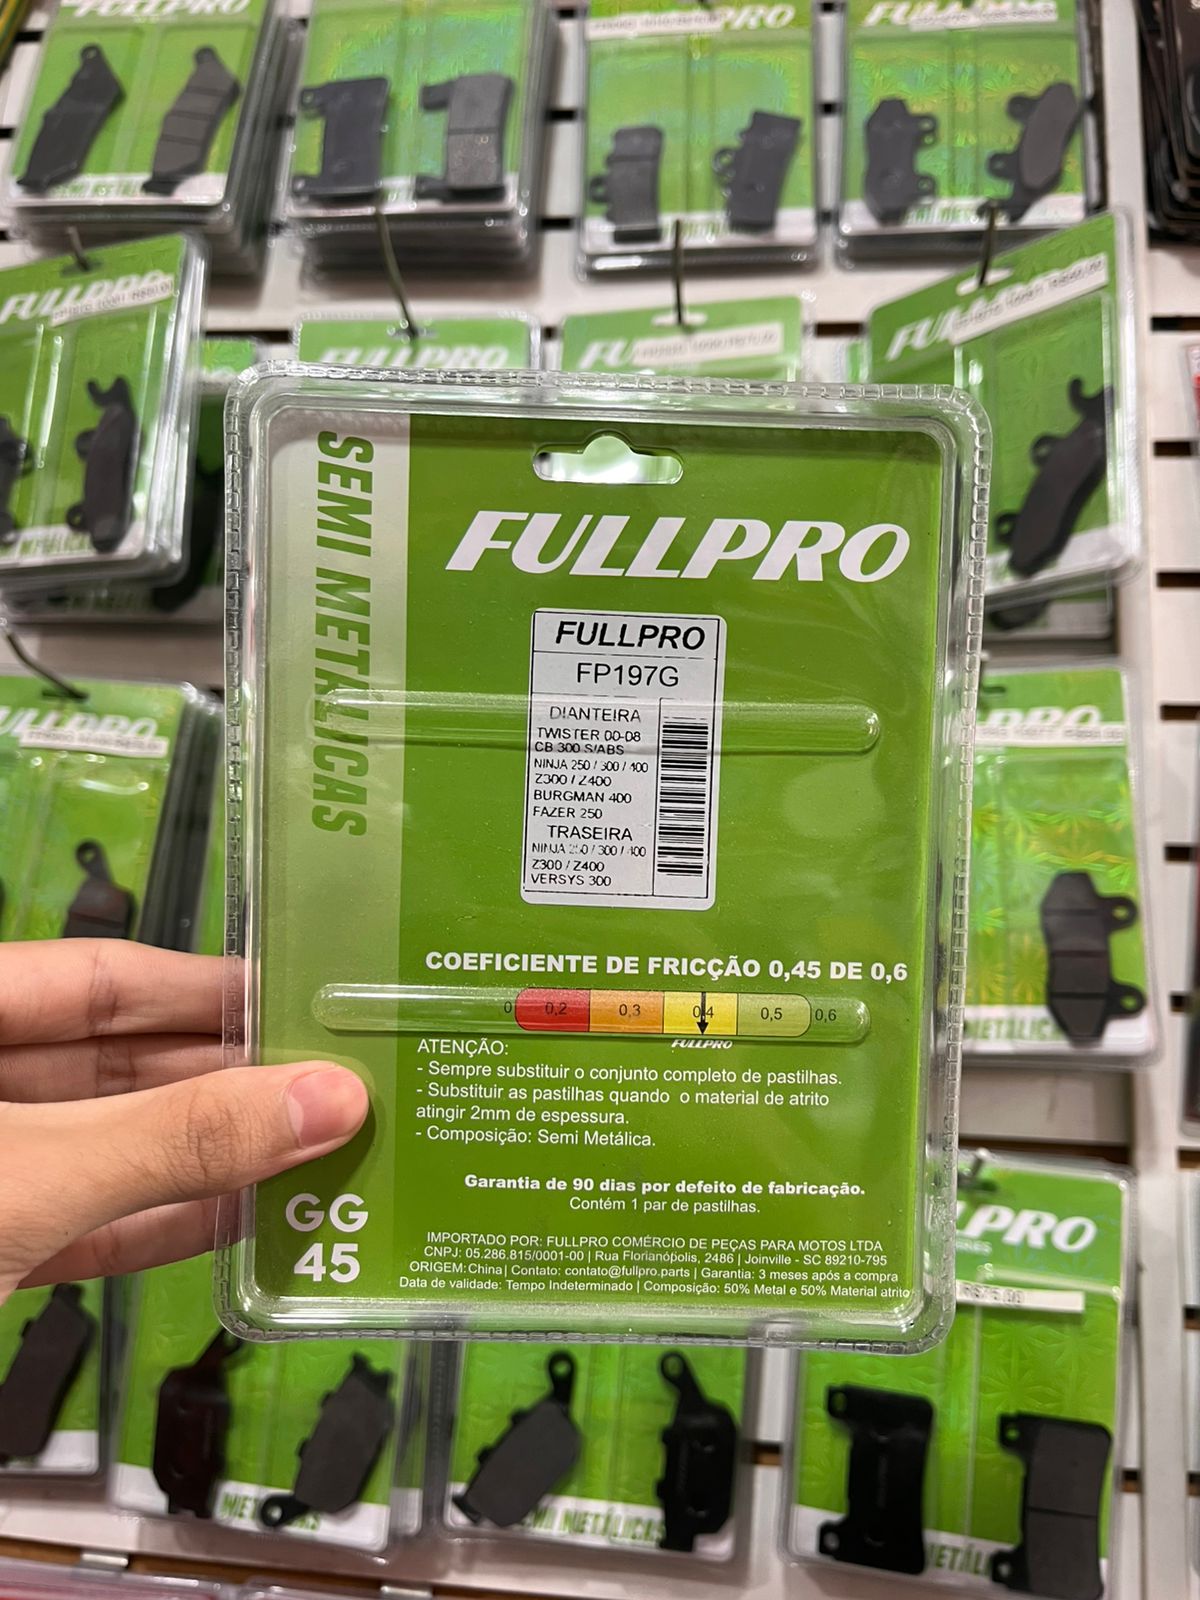 FULLPRO
SEMI METÁLICAS
FULLPRO
FULLPRO
FP197G
DIANTEIRA
TWISTER 00-08
CB 300 S/ABS
NINJA 250 / 300 / 400
Z300 / Z400
BURGMAN 400
FAZER 250
TRASEIRA
NINJA 250 / 300 / 400
Z300 / Z400
VERSYS 300
COEFICIENTE DE FRICÇÃO 0,45 DE 0,6
0 0,2 0,3 0,4 0,5 0,6
FULLPRO
ATENÇÃO:
- Sempre substituir o conjunto completo de pastilhas.
- Substituir as pastilhas quando o material de atrito
atingir 2mm de espessura.
- Composição: Semi Metálica.
Garantia de 90 dias por defeito de fabricação.
Contém 1 par de pastilhas.
GG
45
IMPORTADO POR: FULLPRO COMÉRCIO DE PEÇAS PARA MOTOS LTDA
CNPJ: 05.286.815/0001-00 | Rua Florianópolis, 2486 | Joinville - SC 89210-795
ORIGEM: China | Contato: contato@fullpro.parts | Garantia: 3 meses após a compra
Data de validade: Tempo Indeterminado | Composição: 50% Metal e 50% Material atrito